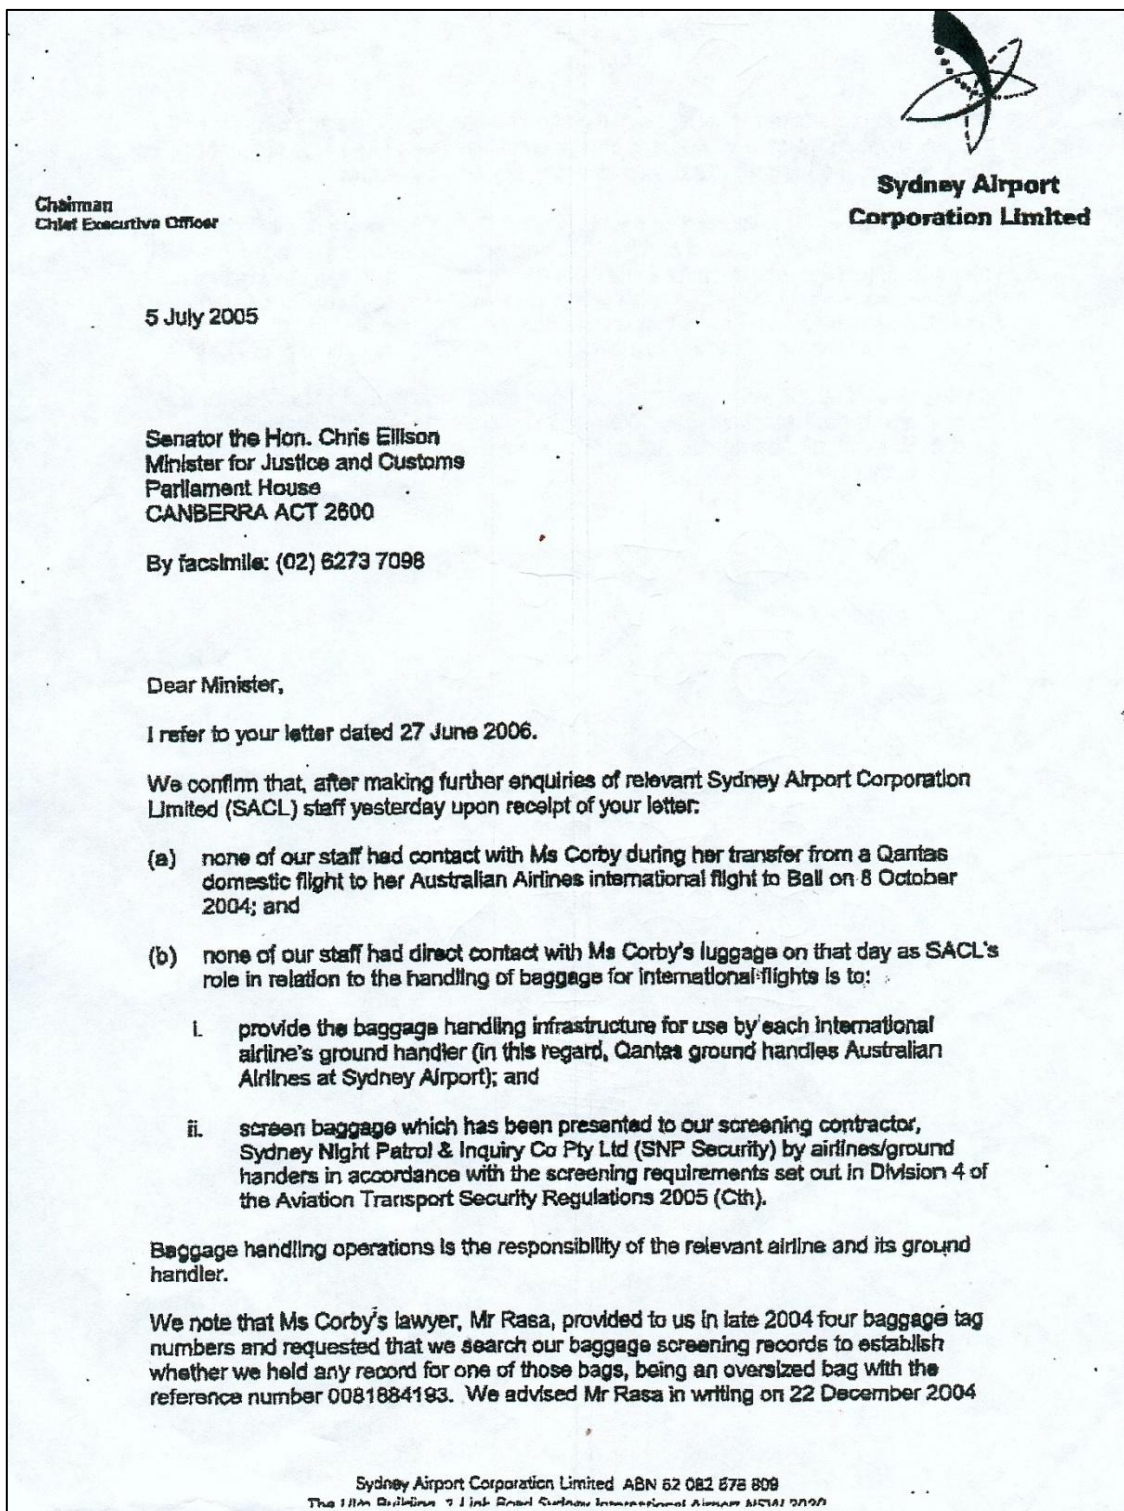 Sydney Airport
Corporation Limited
Chairman
Chief Executive Officer
5 July 2005
Senator the Hon. Chris Ellison
Minister for Justice and Customs
Parliament House
CANBERRA ACT 2600
By facsimile: (02) 6273 7098
Dear Minister,
I refer to your letter dated 27 June 2006.
We confirm that, after making further enquiries of relevant Sydney Airport Corporation
Limited (SACL) staff yesterday upon receipt of your letter:
(a) none of our staff had contact with Ms Corby during her transfer from a Qantas
domestic flight to her Australian Airlines international flight to Bali on 8 October
2004; and
(b) none of our staff had direct contact with Ms Corby's luggage on that day as SACL's
role in relation to the handling of baggage for international flights is to:
i. provide the baggage handling infrastructure for use by each international
airline's ground handler (in this regard, Qantas ground handles Australian
Airlines at Sydney Airport); and
ii. screen baggage which has been presented to our screening contractor,
Sydney Night Patrol & Inquiry Co Pty Ltd (SNP Security) by airlines/ground
handers in accordance with the screening requirements set out in Division 4 of
the Aviation Transport Security Regulations 2005 (Cth).
Baggage handling operations is the responsibility of the relevant airline and its ground
handler.
We note that Ms Corby's lawyer, Mr Rasa, provided to us in late 2004 four baggage tag
numbers and requested that we search our baggage screening records to establish
whether we held any record for one of those bags, being an oversized bag with the
reference number 0081884193. We advised Mr Rasa in writing on 22 December 2004
Sydney Airport Corporation Limited ABN 62 082 578 809
The Ulm Building, 1 Link Road Sydney International Airport NSW 2020